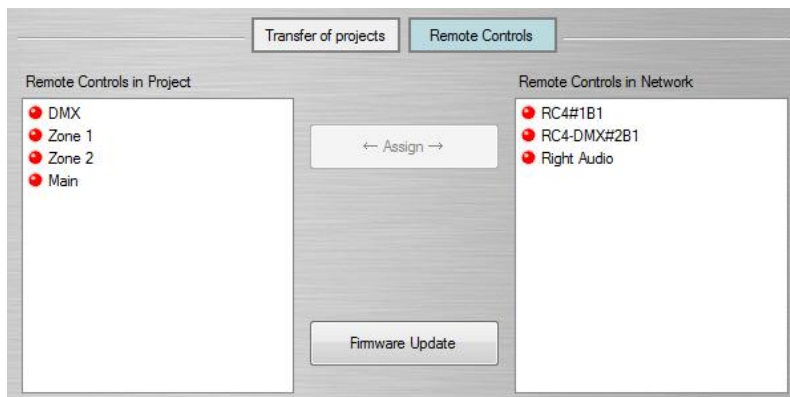 Transfer of projects
Remote Controls
Remote Controls in Project
DMX
Zone 1
Zone 2
Main
← Assign →
Firmware Update
Remote Controls in Network
RC4#1B1
RC4-DMX#2B1
Right Audio